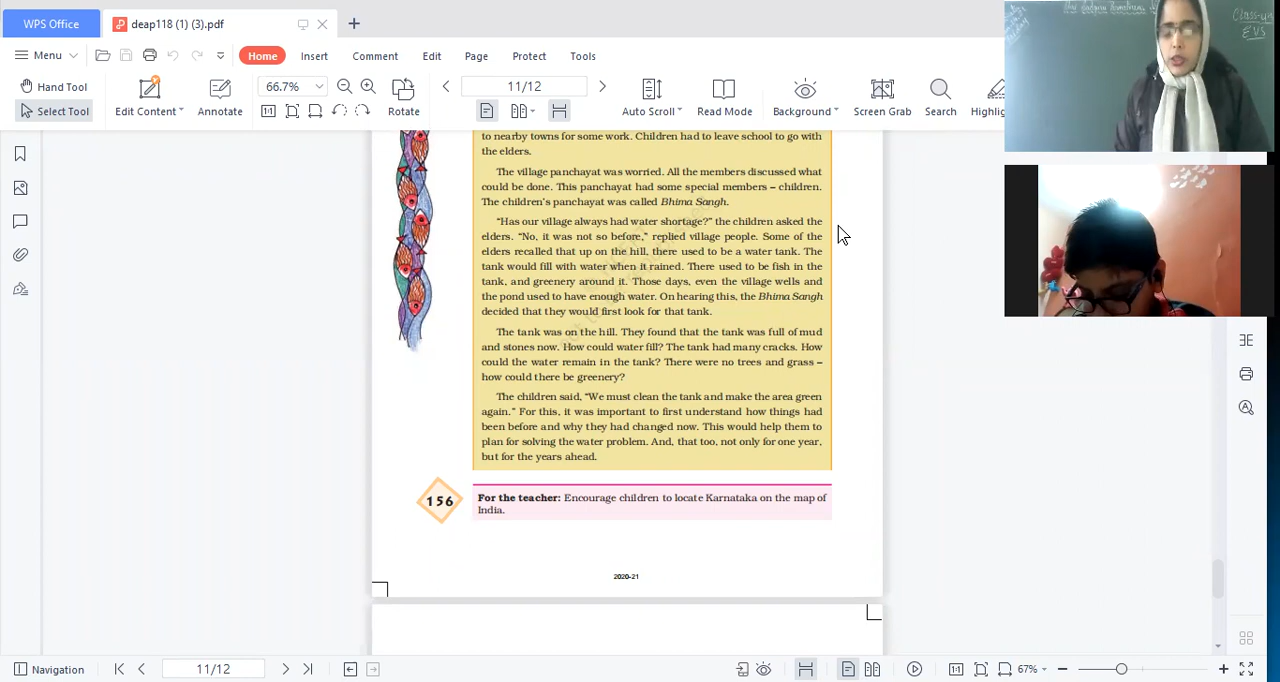 WPS Office
deap118 (1) (3).pdf
Menu
Home
Insert
Comment
Edit
Page
Protect
Tools
Hand Tool
Select Tool
Edit Content
Annotate
66.7%
Rotate
11/12
Auto Scroll
Read Mode
Background
Screen Grab
Search
Highlig
Class-
EVS
to nearby towns for some work. Children had to leave school to go with
the elders.
The village panchayat was worried. All the members discussed what
could be done. This panchayat had some special members – children.
The children's panchayat was called Bhima Sangh.
“Has our village always had water shortage?” the children asked the
elders. “No, it was not so before,” replied village people. Some of the
elders recalled that up on the hill, there used to be a water tank. The
tank would fill with water when it rained. There used to be fish in the
tank, and greenery around it. Those days, even the village wells and
the pond used to have enough water. On hearing this, the Bhima Sangh
decided that they would first look for that tank.
The tank was on the hill. They found that the tank was full of mud
and stones now. How could water fill? The tank had many cracks. How
could the water remain in the tank? There were no trees and grass –
how could there be greenery?
The children said, “We must clean the tank and make the area green
again.” For this, it was important to first understand how things had
been before and why they had changed now. This would help them to
plan for solving the water problem. And, that too, not only for one year,
but for the years ahead.
156
For the teacher: Encourage children to locate Karnataka on the map of
India.
2020-21
Navigation
11/12
67%